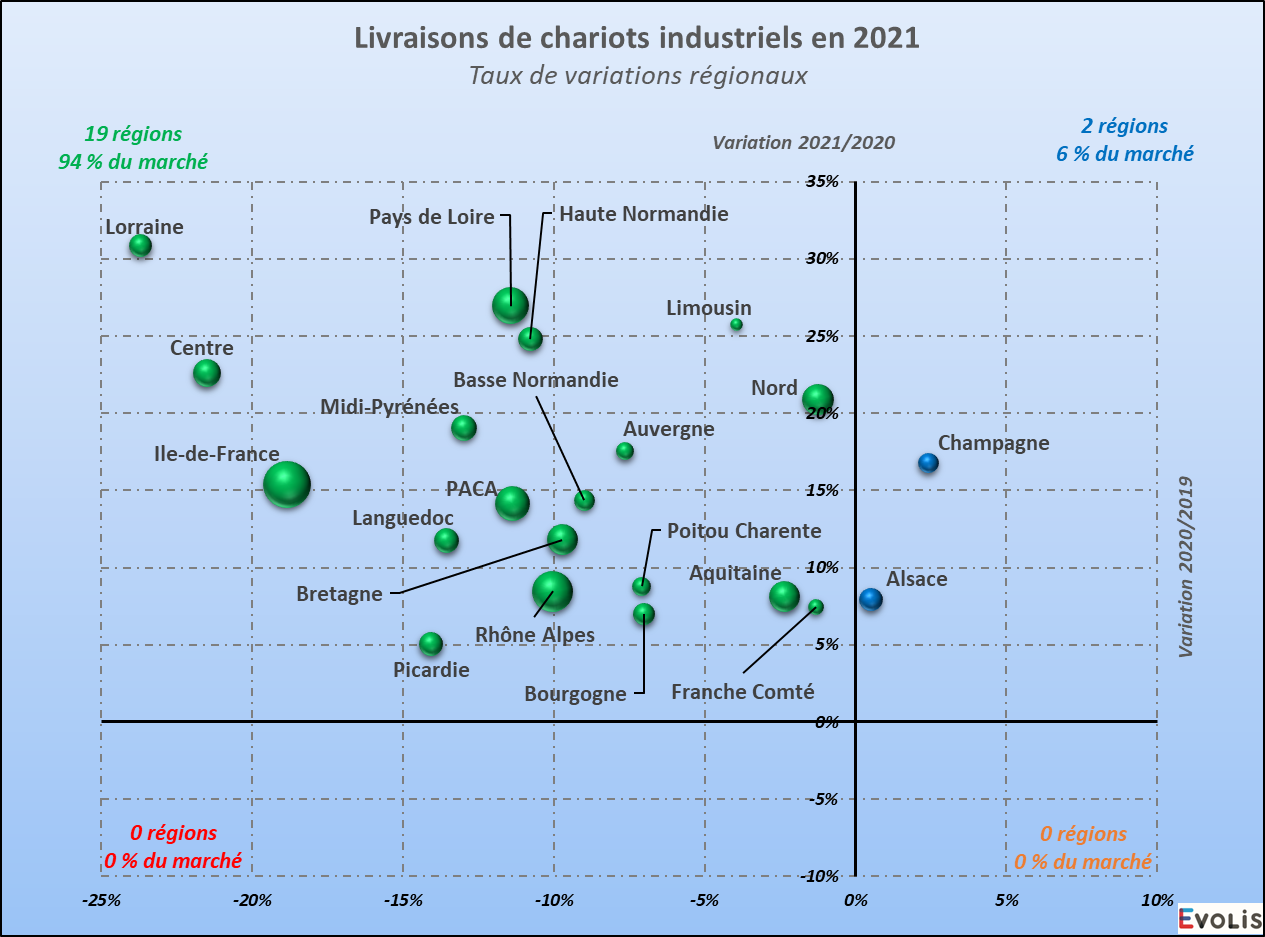 Livraisons de chariots industriels en 2021
Taux de variations régionaux
19 régions
94 % du marché
Variation 2021/2020
2 régions
6 % du marché
35%
Lorraine
Pays de Loire
Haute Normandie
30%
Limousin
25%
Centre
Basse Normandie
Nord
Midi-Pyrénées
20%
Auvergne
Champagne
Ile-de-France
PACA
15%
Languedoc
Poitou Charente
Variation 2020/2019
10%
Aquitaine
Alsace
Bretagne
Rhône Alpes
5%
Picardie
Bourgogne
Franche Comté
0%
-5%
0 régions
0 % du marché
0 régions
0 % du marché
-10%
-25%
-20%
-15%
-10%
-5%
0%
5%
10%
EVOLIS